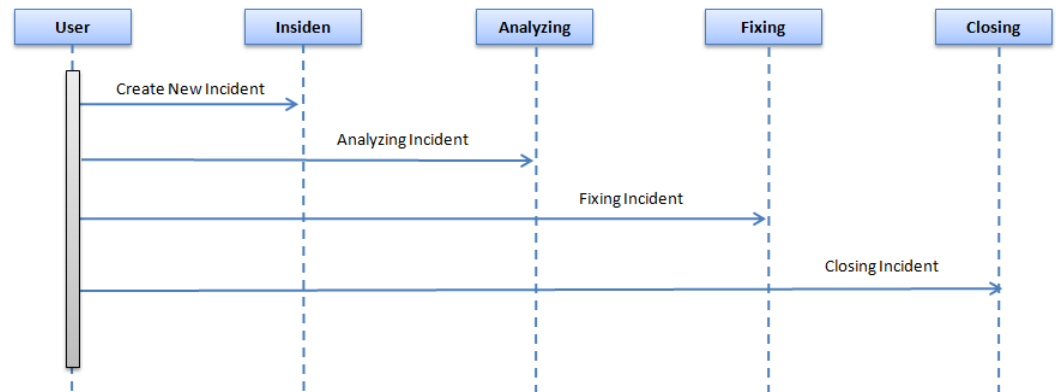 User
Insiden
Analyzing
Fixing
Closing
Create New Incident
Analyzing Incident
Fixing Incident
Closing Incident